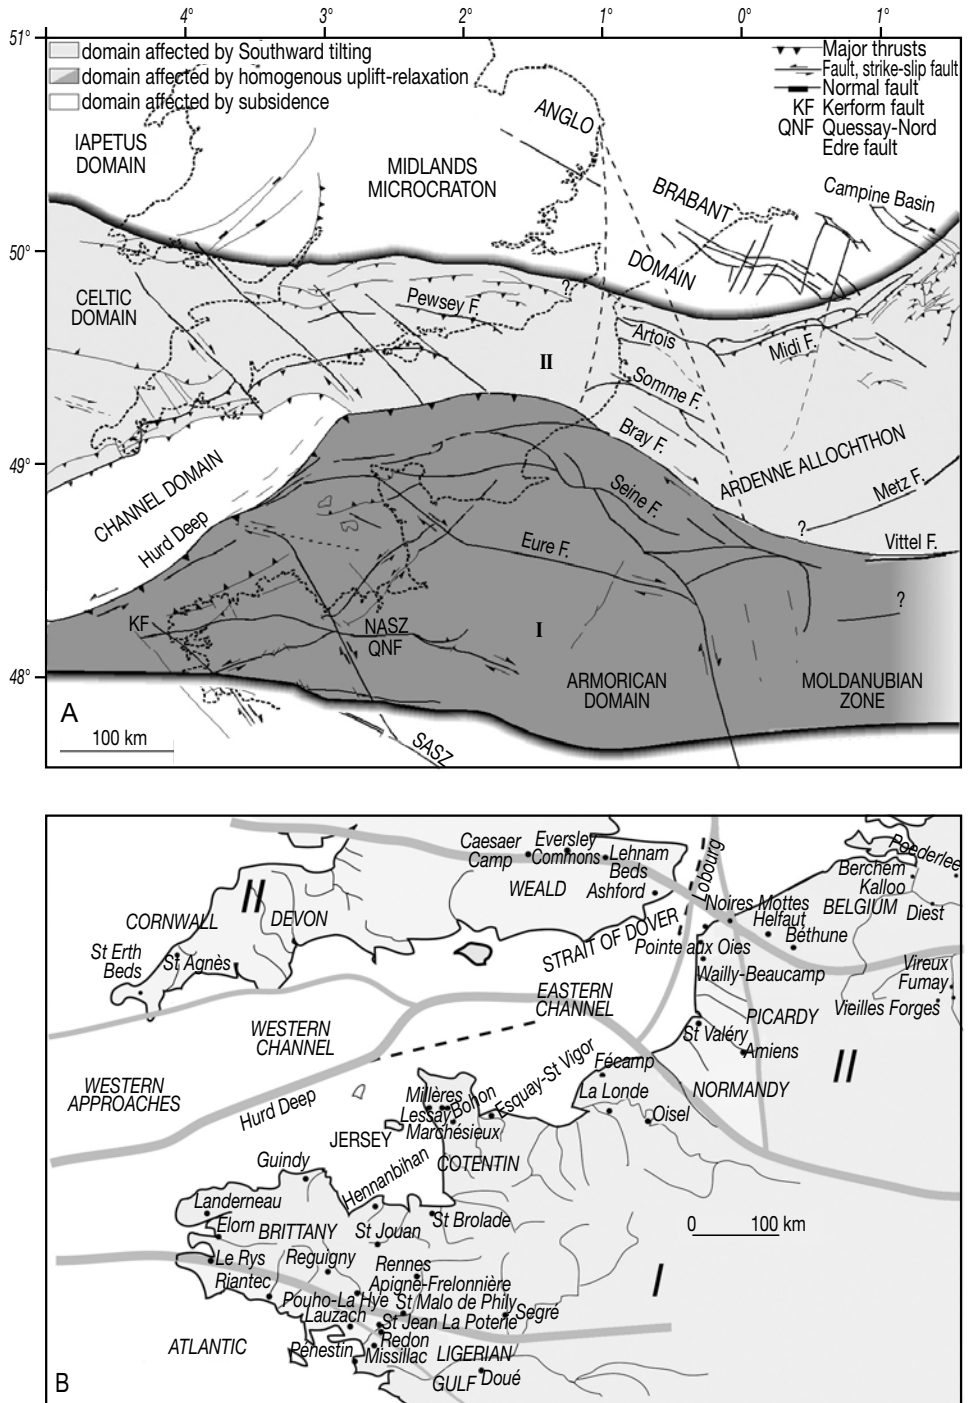 4° 3° 2° 1° 0° 1°
51°
domain affected by Southward tilting
domain affected by homogenous uplift-relaxation
domain affected by subsidence
Major thrusts
Fault, strike-slip fault
Normal fault
KF Kerform fault
QNF Quessay-Nord
Edre fault
ANGLO
IAPETUS
DOMAIN
MIDLANDS
MICROCRATON
BRABANT
Campine Basin
50°
DOMAIN
CELTIC
DOMAIN
Pewsey F.
?
Artois
Midi F.
II
Somme F.
Bray F.
49°
ARDENNE ALLOCHTHON
CHANNEL DOMAIN
Metz F.
Seine F.
Hurd Deep
?
Eure F.
Vittel F.
?
KF
NASZ
QNF
I
48°
ARMORICAN
DOMAIN
MOLDANUBIAN
ZONE
A
100 km
SASZ
Caesaer
Camp
Eversley
Commons
Lehnam
Beds
Ashford
WEALD
Lobourg
Poederlee
Berchem
Kalloo
BELGIUM
Diest
II
CORNWALL
DEVON
Noires Mottes
Helfaut
Béthune
STRAIT OF DOVER
Pointe aux Oies
St Erth
Beds
St Agnès
Wailly-Beaucamp
Vireux
Fumay
Vieilles Forges
EASTERN
CHANNEL
PICARDY
WESTERN
CHANNEL
St Valéry
Amiens
II
WESTERN
APPROACHES
Fécamp
La Londe
NORMANDY
Esquay-St Vigor
Millères
Bohon
Lessay
Marchésieux
Oisel
Hurd Deep
JERSEY
COTENTIN
Guindy
Hennanbihan
Landerneau
Elorn
BRITTANY
St Jouan
St Brolade
0 100 km
Le Rys
Reguigny
Rennes
Riantec
Apigné-Frelonnière
I
Pouho-La Hye
St Malo de Phily
Segré
Lauzach
St Jean La Poterie
Redon
ATLANTIC
Pénestin
Missillac
LIGERIAN
GULF
Doué
B